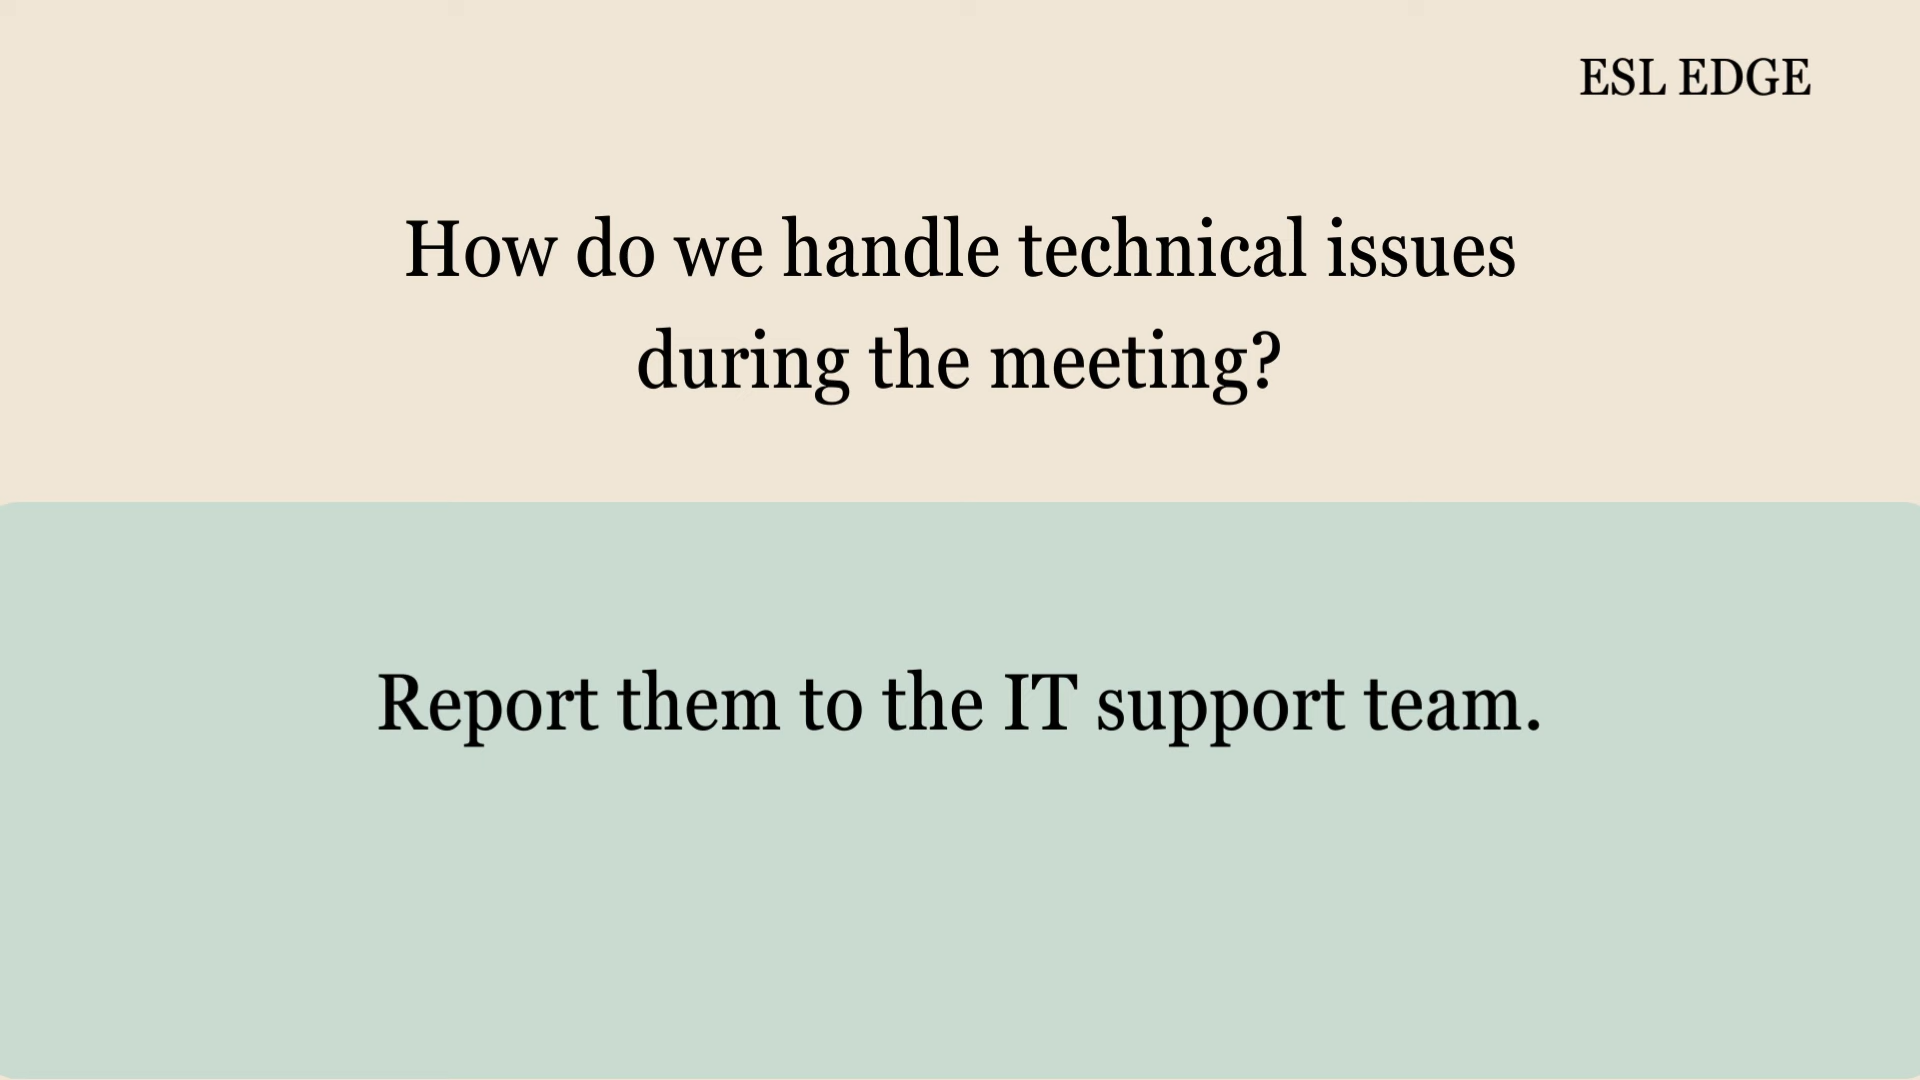 ESL EDGE
How do we handle technical issues
during the meeting?
Report them to the IT support team.